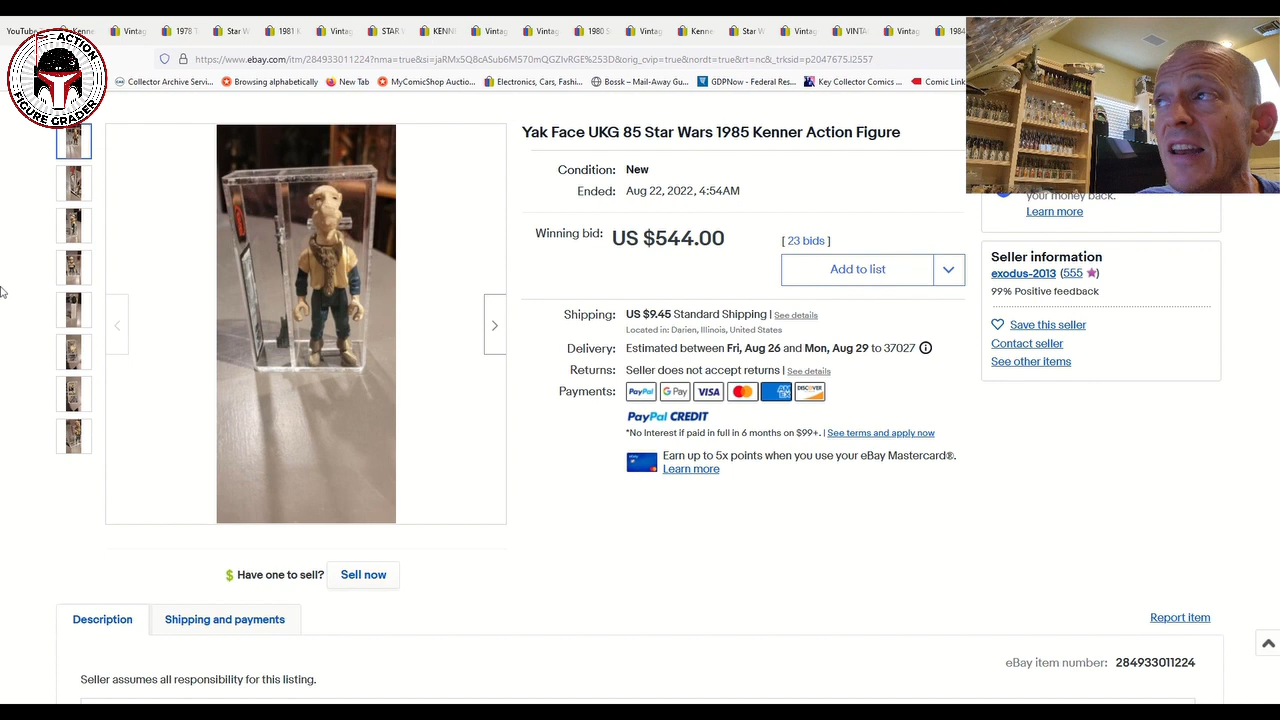 YouTube
Kenne
Vintag
1978 T
Star W
1981 K
Vintag
STAR
KENN
Vintag
Vintag
1980 S
Vintag
Kenne
Star W
Vintag
VINTA
Vintag
1984
https://www.ebay.com/itm/284933011224?nma=true&si=jaRMx5Q8cASub6M570mQGZIvRGE%253D&orig_cvip=true&nordt=true&rt=nc&_trksid=p2047675.l2557
Collector Archive Servi...
Browsing alphabetically
New Tab
MyComicShop Auction...
Electronics, Cars, Fashi...
Bossk – Mail-Away Gu...
GDPNow - Federal Res...
Key Collector Comics ...
Comic Link
ACTION
FIGURE GRADER
Yak Face UKG 85 Star Wars 1985 Kenner Action Figure
Condition: New
Ended: Aug 22, 2022, 4:54AM
Winning bid: US $544.00
[ 23 bids ]
Add to list
Shipping: US $9.45 Standard Shipping | See details
Located in: Darien, Illinois, United States
Delivery: Estimated between Fri, Aug 26 and Mon, Aug 29 to 37027
Returns: Seller does not accept returns | See details
Payments: PayPal G Pay VISA AM EX DISCOVER
PayPal CREDIT
*No Interest if paid in full in 6 months on $99+. | See terms and apply now
Earn up to 5x points when you use your eBay Mastercard®.
Learn more
your money back.
Learn more
Seller information
exodus-2013 (555)
99% Positive feedback
Save this seller
Contact seller
See other items
Have one to sell? Sell now
Description
Shipping and payments
Report item
eBay item number: 284933011224
Seller assumes all responsibility for this listing.